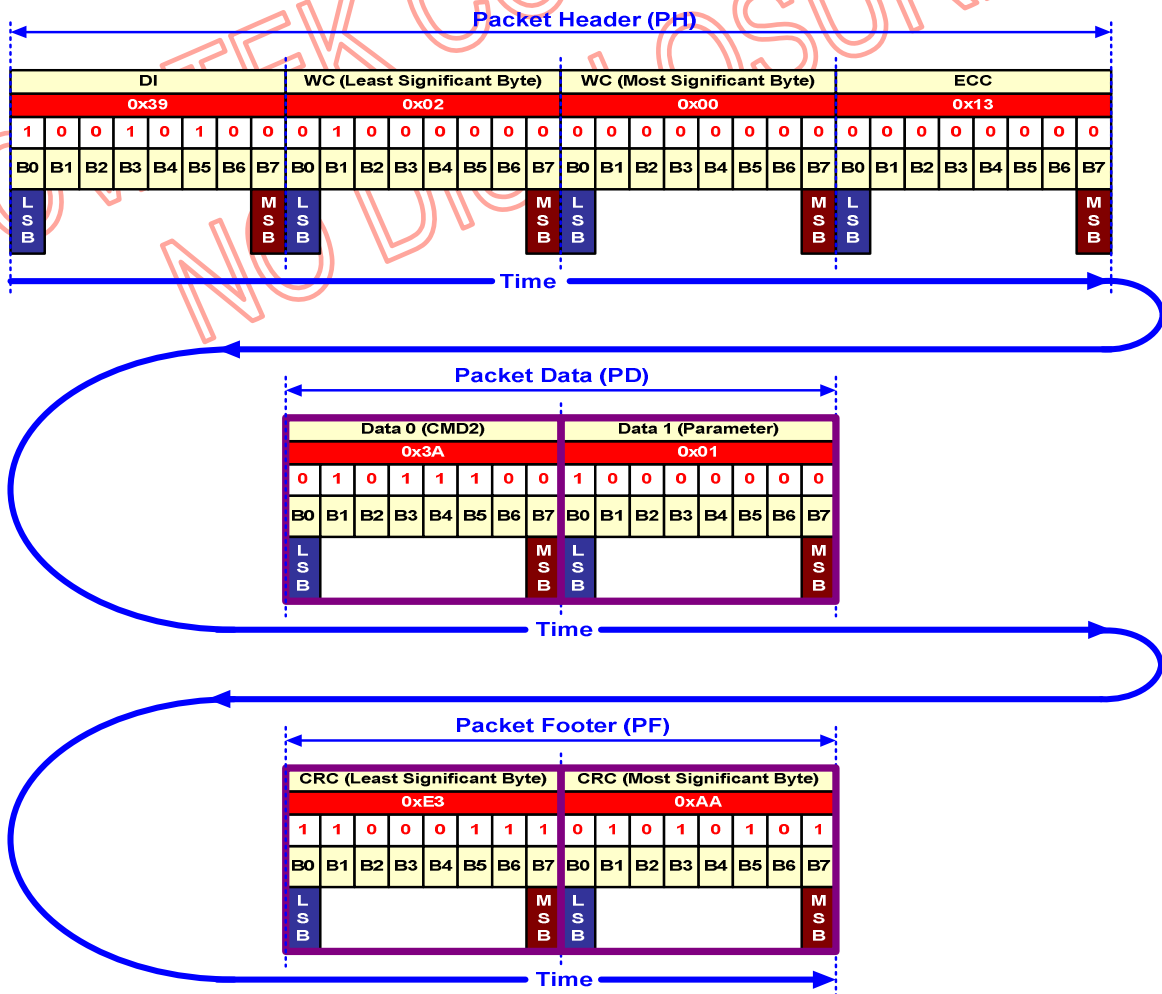 Packet Header (PH)
DI WC (Least Significant Byte) WC (Most Significant Byte) ECC
0x39 0x02 0x00 0x13
1 0 0 1 0 1 0 0 0 1 0 0 0 0 0 0 0 0 0 0 0 0 0 0 0 0 0 0 0 0 0 0
B0 B1 B2 B3 B4 B5 B6 B7 B0 B1 B2 B3 B4 B5 B6 B7 B0 B1 B2 B3 B4 B5 B6 B7 B0 B1 B2 B3 B4 B5 B6 B7
LSB MSB LSB MSB LSB MSB LSB MSB
NO
Time
Packet Data (PD)
Data 0 (CMD2) Data 1 (Parameter)
0x3A 0x01
0 1 0 1 1 1 0 0 1 0 0 0 0 0 0 0
B0 B1 B2 B3 B4 B5 B6 B7 B0 B1 B2 B3 B4 B5 B6 B7
LSB MSB LSB MSB
Time
Packet Footer (PF)
CRC (Least Significant Byte) CRC (Most Significant Byte)
0xE3 0xAA
1 1 0 0 0 1 1 1 0 1 0 1 0 1 0 1
B0 B1 B2 B3 B4 B5 B6 B7 B0 B1 B2 B3 B4 B5 B6 B7
LSB MSB LSB MSB
Time